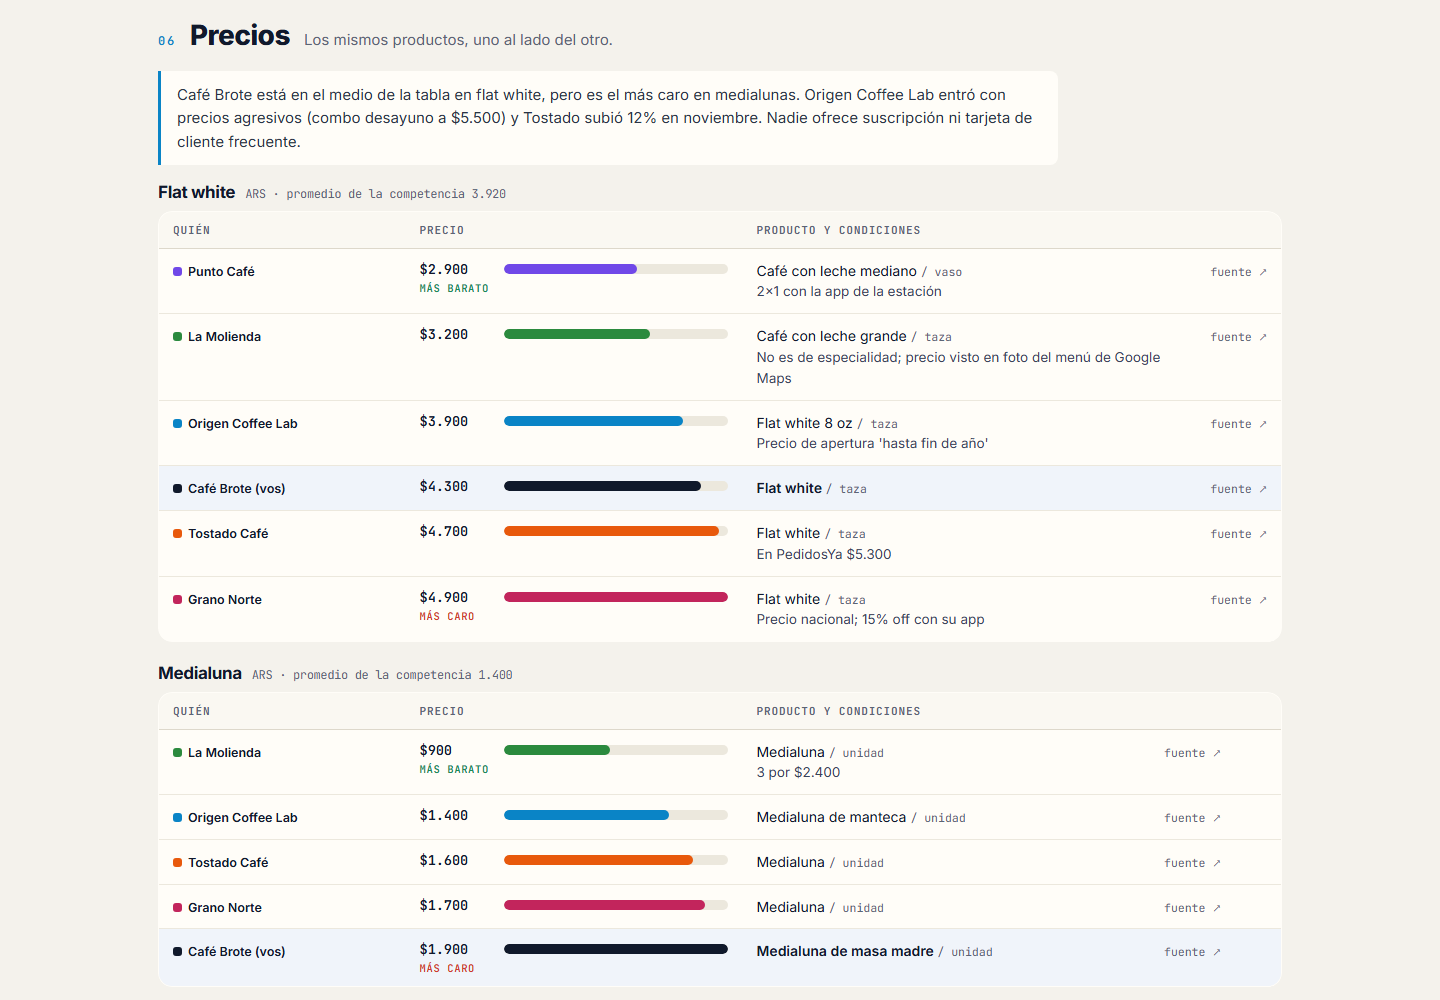 06 Precios Los mismos productos, uno al lado del otro.
Café Brote está en el medio de la tabla en flat white, pero es el más caro en medialunas. Origen Coffee Lab entró con
precios agresivos (combo desayuno a $5.500) y Tostado subió 12% en noviembre. Nadie ofrece suscripción ni tarjeta de
cliente frecuente.
Flat white ARS · promedio de la competencia 3.920
QUIÉN PRECIO PRODUCTO Y CONDICIONES
Punto Café $2.900 Café con leche mediano / vaso fuente ↗
MÁS BARATO 2×1 con la app de la estación
La Molienda $3.200 Café con leche grande / taza fuente ↗
No es de especialidad; precio visto en foto del menú de Google
Maps
Origen Coffee Lab $3.900 Flat white 8 oz / taza fuente ↗
Precio de apertura 'hasta fin de año'
Café Brote (vos) $4.300 Flat white / taza fuente ↗
Tostado Café $4.700 Flat white / taza fuente ↗
En PedidosYa $5.300
Grano Norte $4.900 Flat white / taza fuente ↗
MÁS CARO Precio nacional; 15% off con su app
Medialuna ARS · promedio de la competencia 1.400
QUIÉN PRECIO PRODUCTO Y CONDICIONES
La Molienda $900 Medialuna / unidad fuente ↗
MÁS BARATO 3 por $2.400
Origen Coffee Lab $1.400 Medialuna de manteca / unidad fuente ↗
Tostado Café $1.600 Medialuna / unidad fuente ↗
Grano Norte $1.700 Medialuna / unidad fuente ↗
Café Brote (vos) $1.900 Medialuna de masa madre / unidad fuente ↗
MÁS CARO